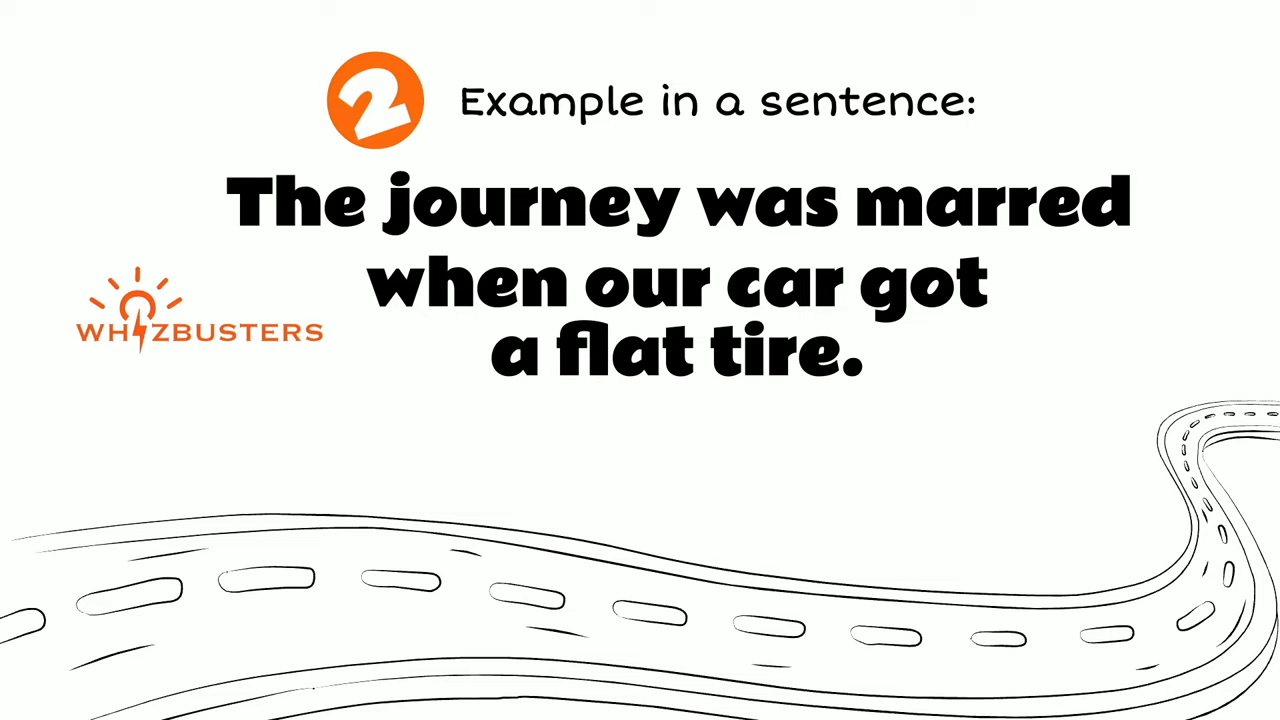 2 Example in a sentence:
The journey was marred
when our car got
a flat tire.
WHIZBUSTERS